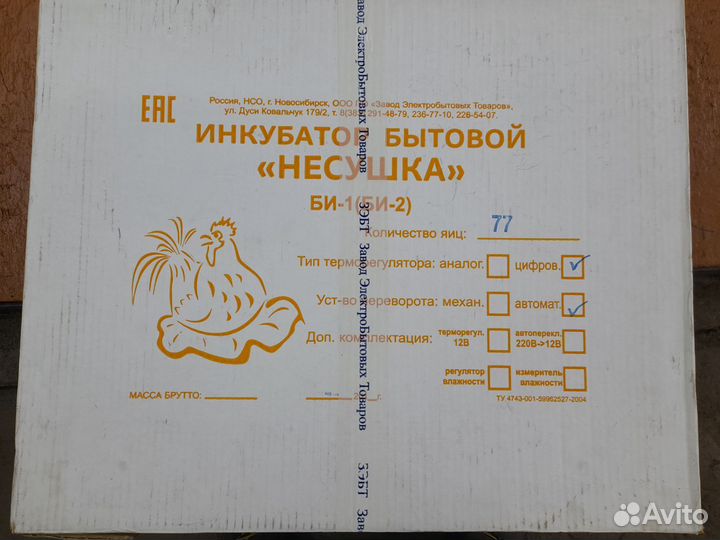 EAC
Россия, НСО, г. Новосибирск, ООО «Завод Электробытовых Товаров»,
ул. Дуси Ковальчук 179/2, т. 291-48-79, 236-77-10, 226-54-07.
ИНКУБАТОР БЫТОВОЙ
«НЕСУШКА»
БИ-1(БИ-2)
Количество яиц: 77
Тип терморегулятора: аналог. цифров.
Уст-во переворота: механ. автомат.
Доп. комплектация: терморегул. 12В автоперекл. 220В->12В
регулятор влажности измеритель влажности
МАССА БРУТТО:
г.
ТУ 4743-001-59952527-2004
Завод ЭлектроБытовых Товаров
ЗЭБТ Завод ЭлектроБытовых Товаров
ЗЭБТ Заво
Avito